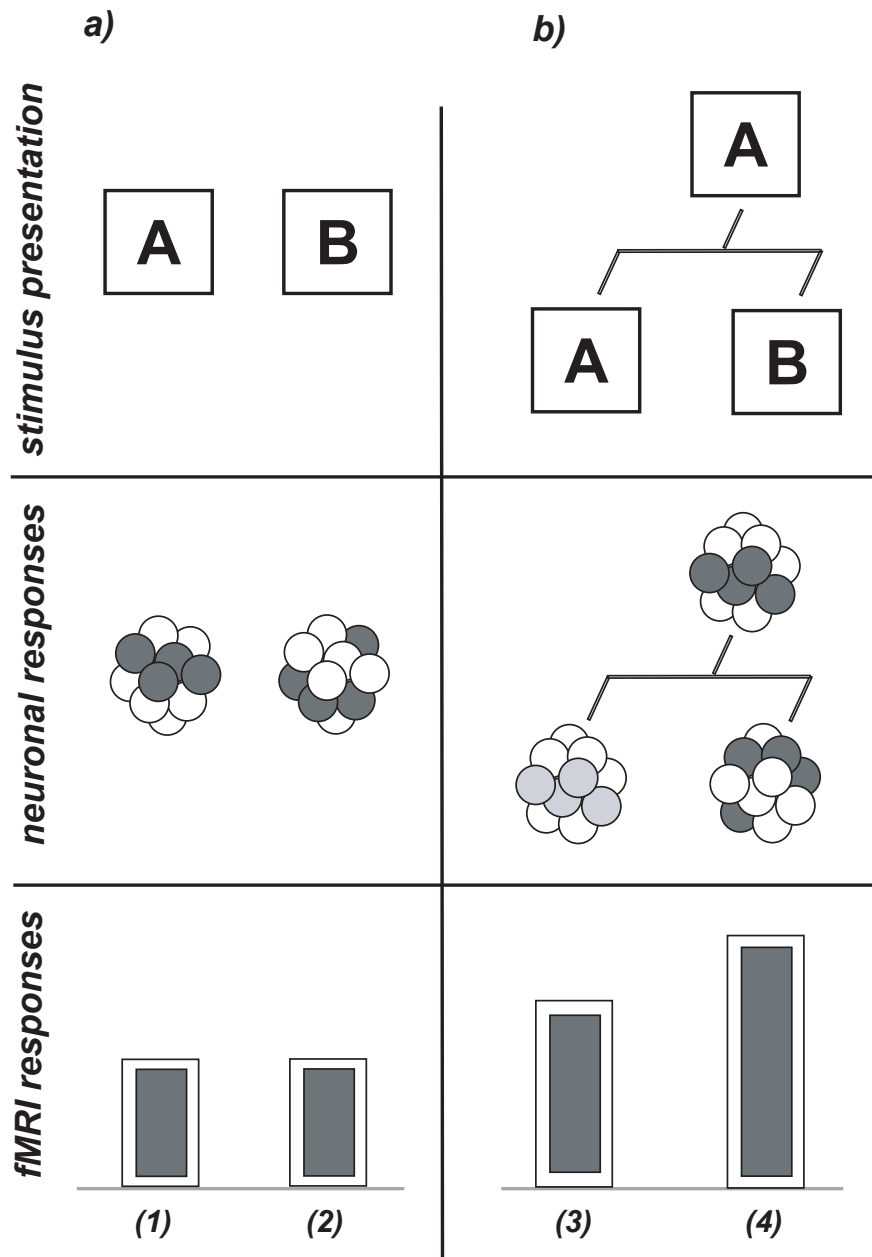 a)
b)
stimulus presentation
A
B
A
A
B
neuronal responses
fMRI responses
(1)
(2)
(3)
(4)